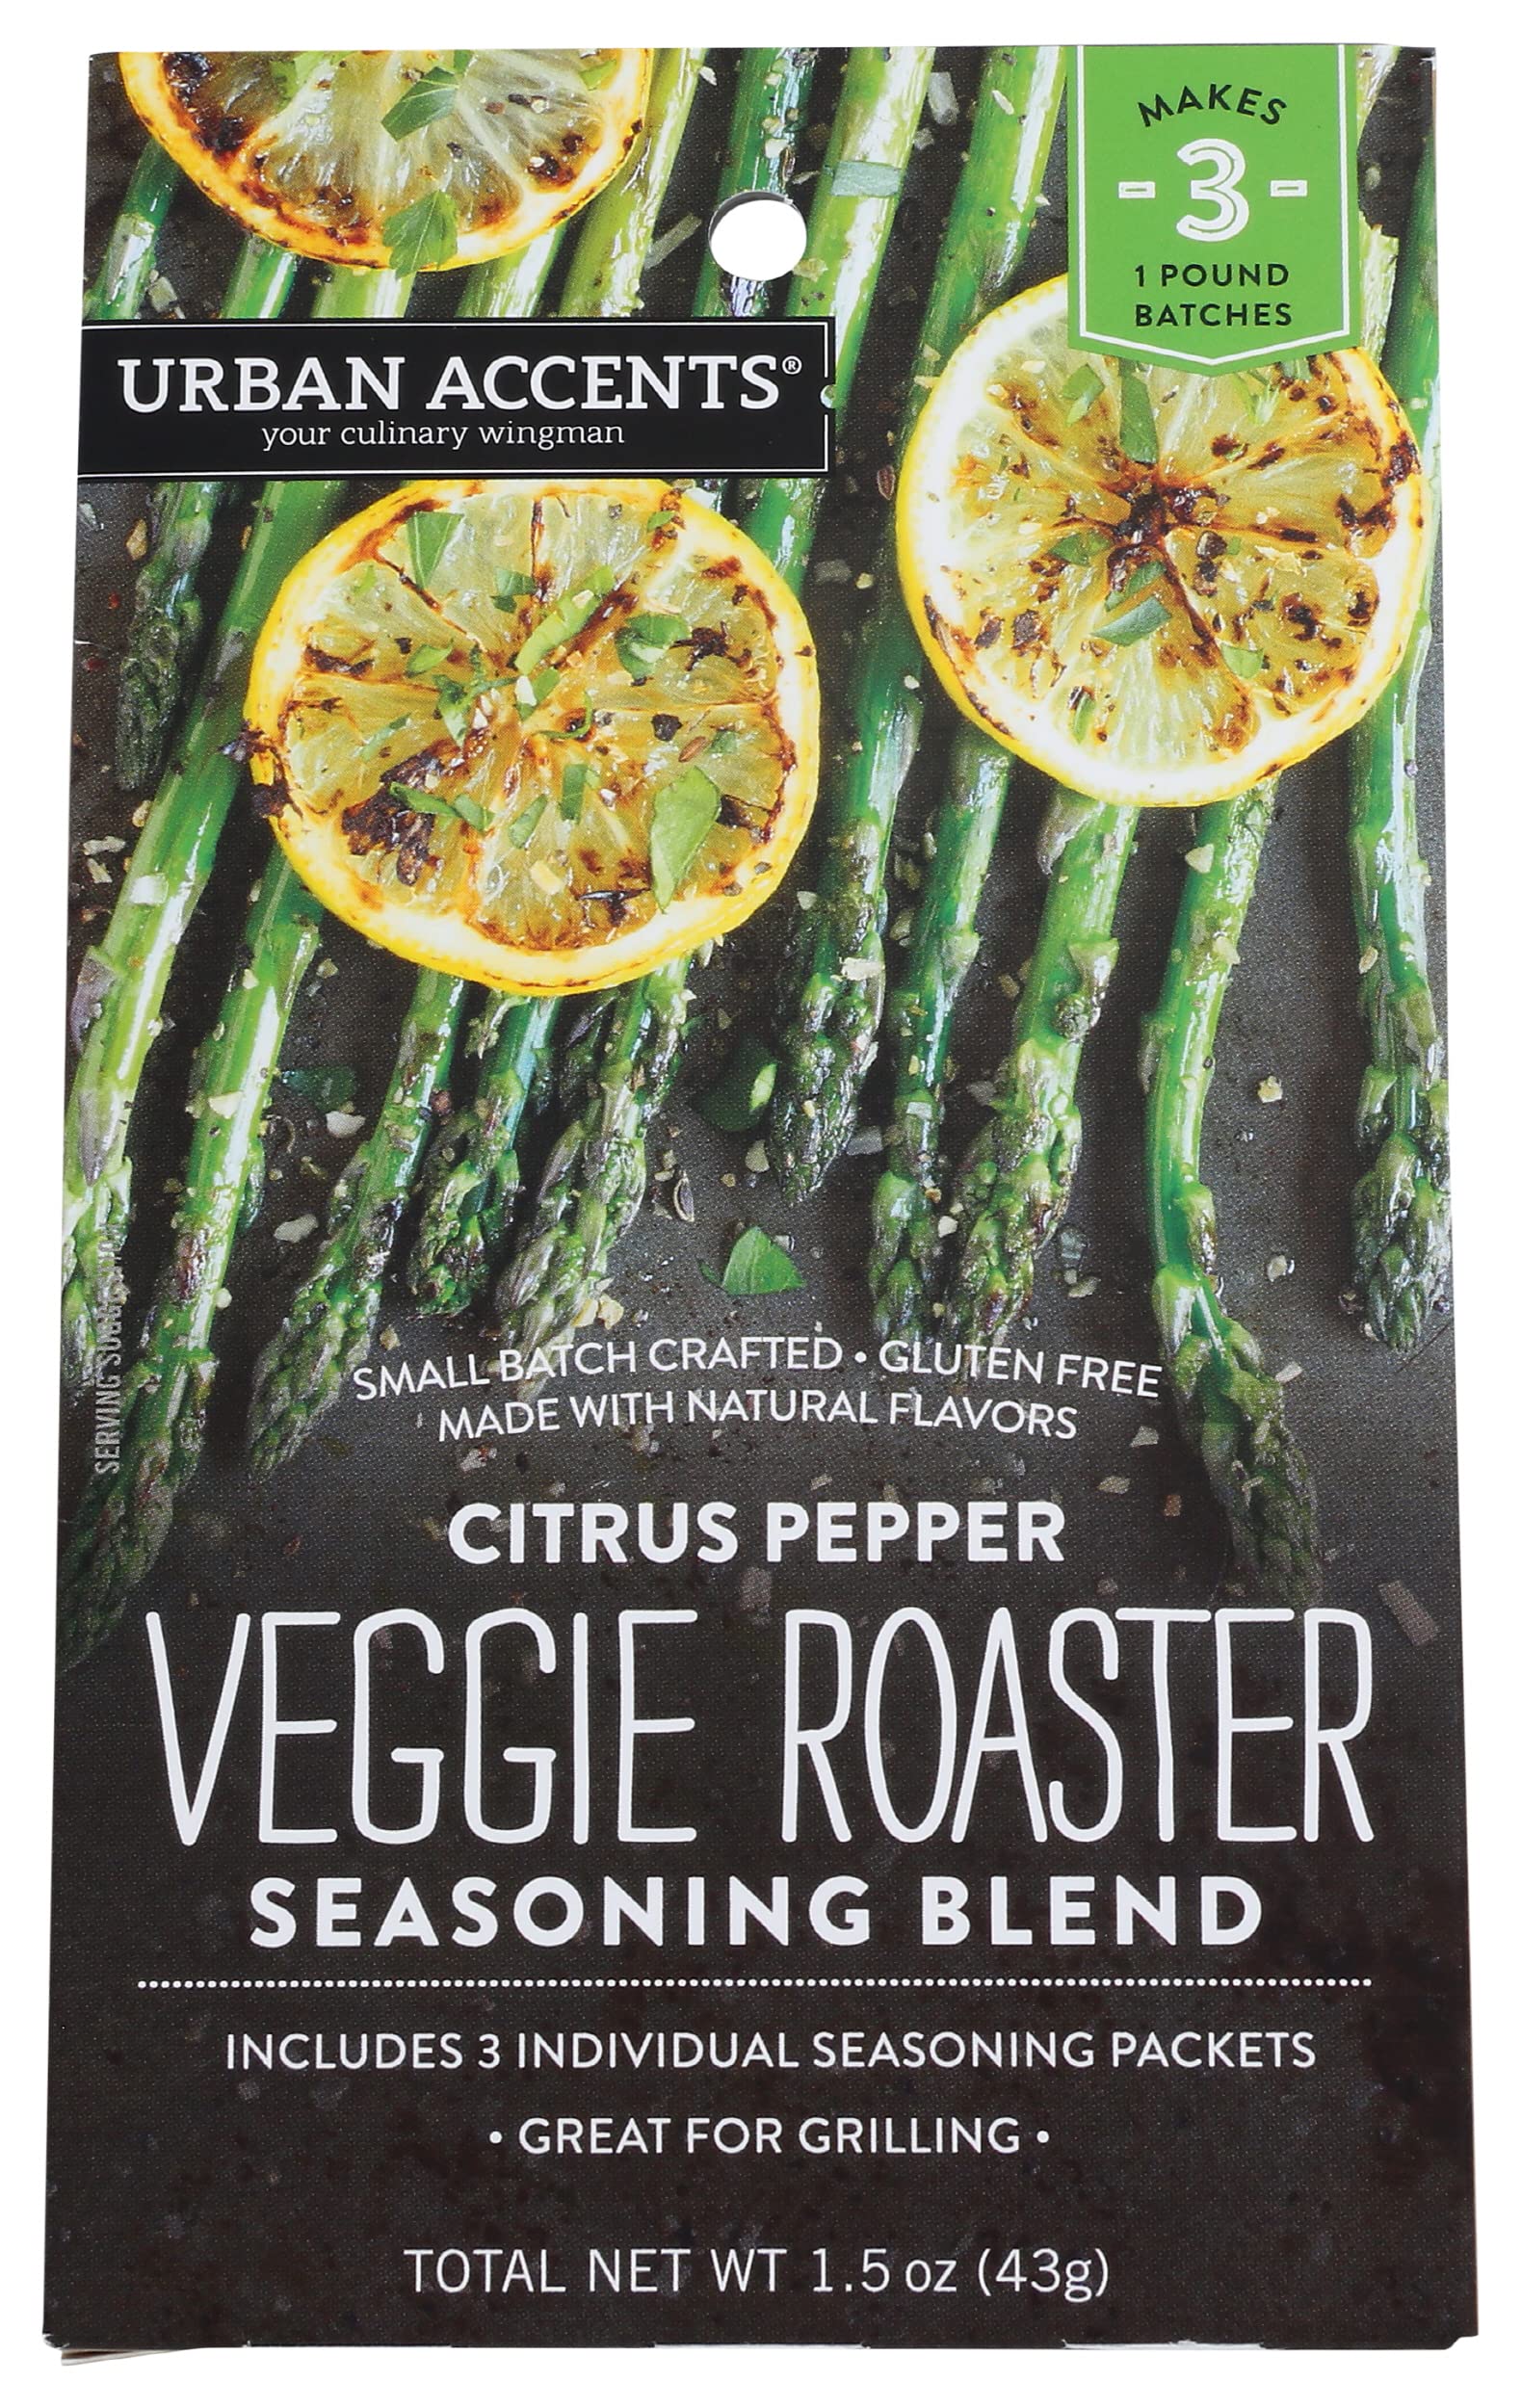 MAKES
- 3 -
1 POUND
BATCHES
URBAN ACCENTS®
your culinary wingman
SERVING SUGGESTION
SMALL BATCH CRAFTED • GLUTEN FREE
MADE WITH NATURAL FLAVORS
CITRUS PEPPER
VEGGIE ROASTER
SEASONING BLEND
INCLUDES 3 INDIVIDUAL SEASONING PACKETS
• GREAT FOR GRILLING •
TOTAL NET WT 1.5 oz (43g)